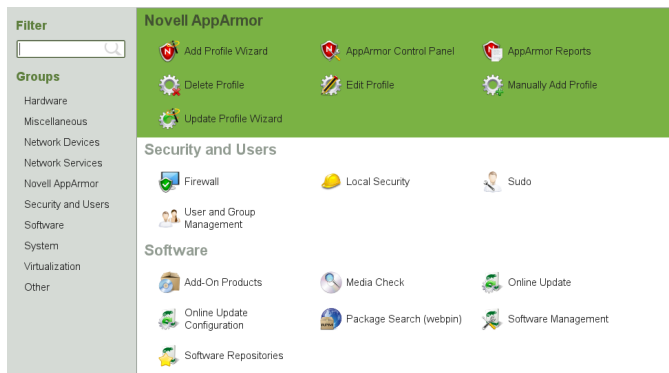 Filter
Groups
Hardware
Miscellaneous
Network Devices
Network Services
Novell AppArmor
Security and Users
Software
System
Virtualization
Other
Novell AppArmor
Add Profile Wizard
AppArmor Control Panel
AppArmor Reports
Delete Profile
Edit Profile
Manually Add Profile
Update Profile Wizard
Security and Users
Firewall
Local Security
Sudo
User and Group
Management
Software
Add-On Products
Media Check
Online Update
Online Update
Configuration
Package Search (webpin)
Software Management
Software Repositories